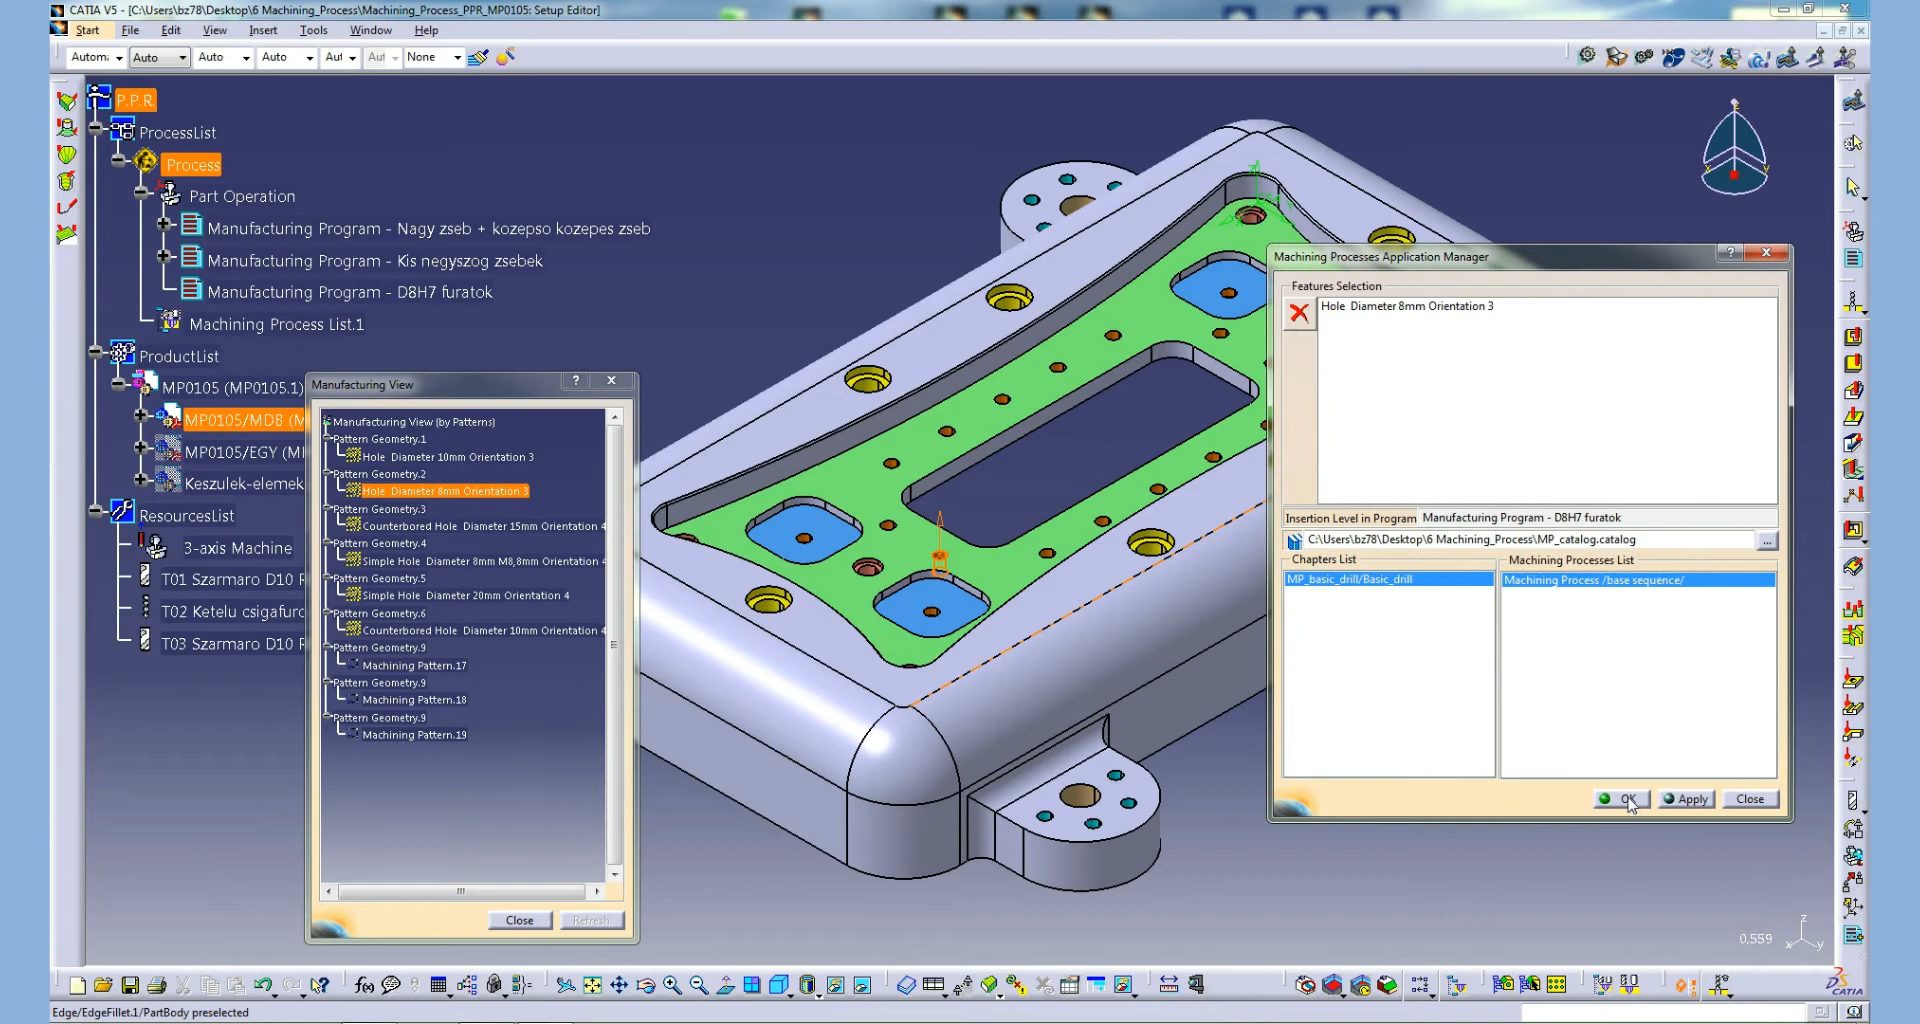 CATIA V5 - [C:\Users\bz78\Desktop\6 Machining_Process\Machining_Process_PPR_MP0105: Setup Editor]
Start File Edit View Insert Tools Window Help
Automa Auto Auto Auto Aut Aut None
P.P.R.
ProcessList
Process
Part Operation
Manufacturing Program - Nagy zseb + kozepso kozepes zseb
Manufacturing Program - Kis negyszog zsebek
Manufacturing Program - D8H7 furatok
Machining Process List.1
ProductList
MP0105 (MP0105.1)
MP0105/MDB (M
MP0105/EGY (MI
Keszulek-elemek
ResourcesList
3-axis Machine
T01 Szarmaro D10 R
T02 Ketelu csigafuro
T03 Szarmaro D10 R
Manufacturing View
Manufacturing View (by Patterns)
Pattern Geometry.1
Hole Diameter 10mm Orientation 3
Pattern Geometry.2
Hole Diameter 8mm Orientation 3
Pattern Geometry.3
Counterbored Hole Diameter 15mm Orientation 4
Pattern Geometry.4
Simple Hole Diameter 8mm M8,8mm Orientation 4
Pattern Geometry.5
Simple Hole Diameter 20mm Orientation 4
Pattern Geometry.6
Counterbored Hole Diameter 10mm Orientation 4
Pattern Geometry.9
Machining Pattern.17
Pattern Geometry.9
Machining Pattern.18
Pattern Geometry.9
Machining Pattern.19
Close Refresh
Machining Processes Application Manager
Features Selection
Hole Diameter 8mm Orientation 3
Insertion Level in Program Manufacturing Program - D8H7 furatok
C:\Users\bz78\Desktop\6 Machining_Process\MP_catalog.catalog ...
Chapters List Machining Processes List
MP_basic_drill/Basic_drill Machining Process /base sequence/
OK Apply Close
0,559
z
x y
CATIA
Edge/EdgeFillet.1/PartBody preselected